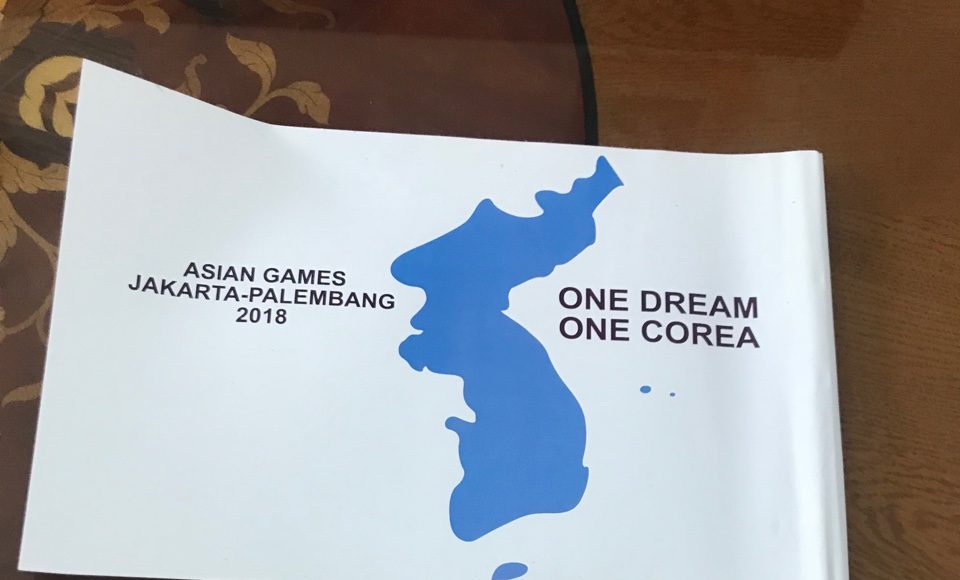 ASIAN GAMES
JAKARTA-PALEMBANG
2018
ONE DREAM
ONE COREA